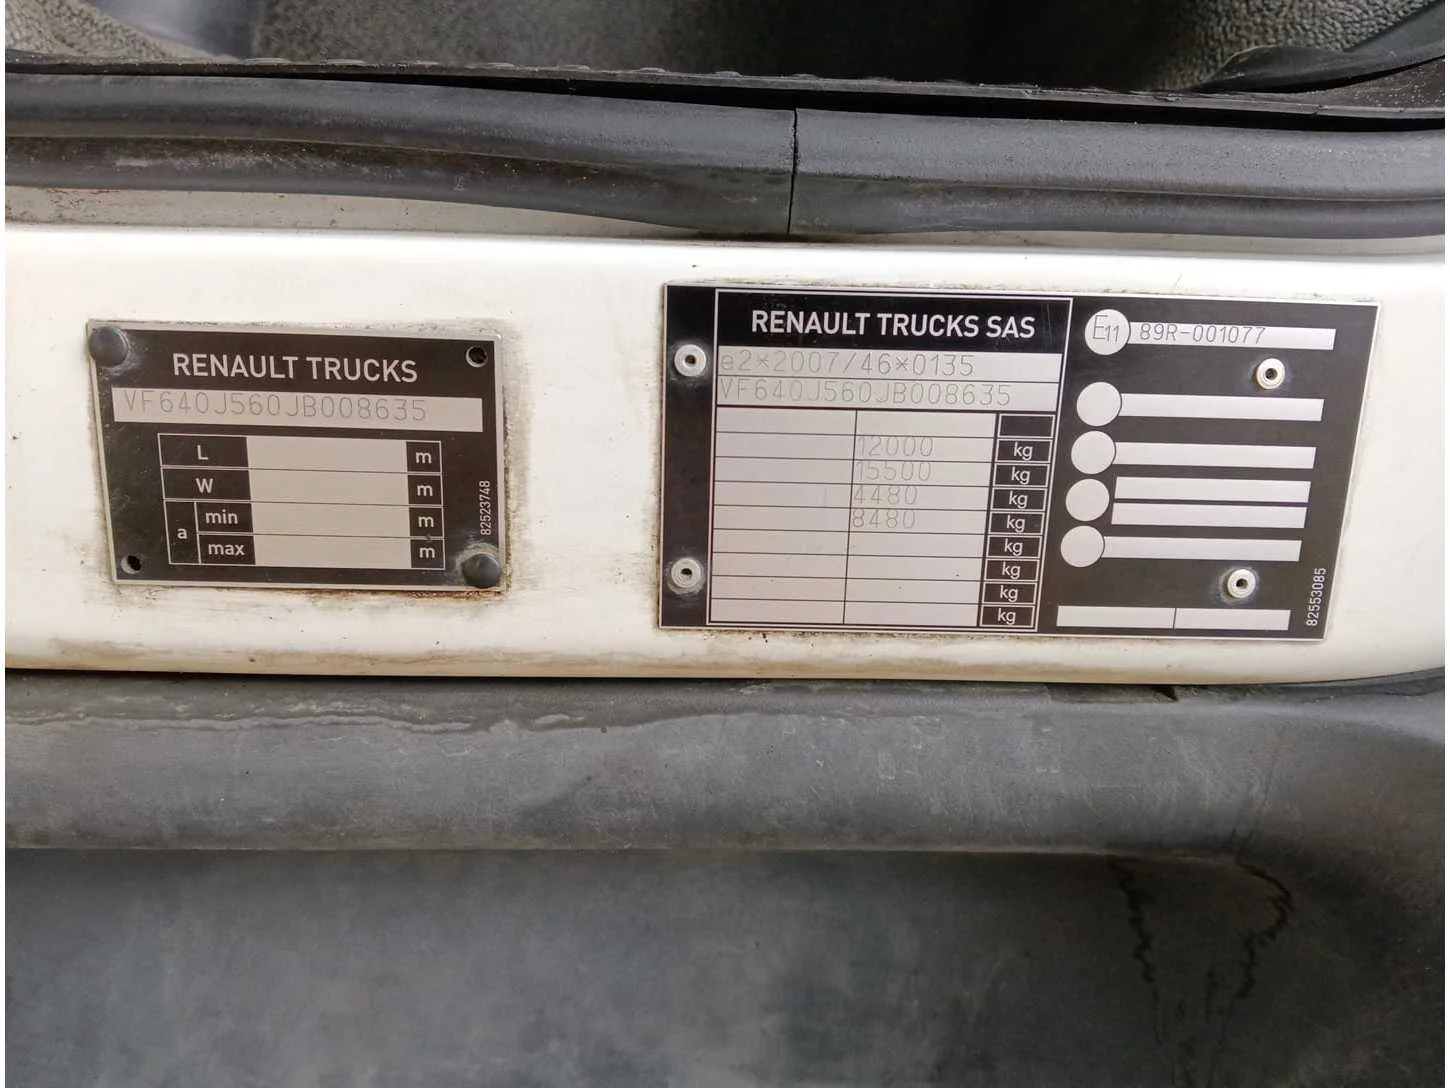 RENAULT TRUCKS
VF640J560JB008635
L m
W m
a min m
max m
82523748
RENAULT TRUCKS SAS
e2*2007/46*0135
VF640J560JB008635
12000 kg
15500 kg
4480 kg
8480 kg
kg
kg
kg
kg
E11 89R-001077
82553085